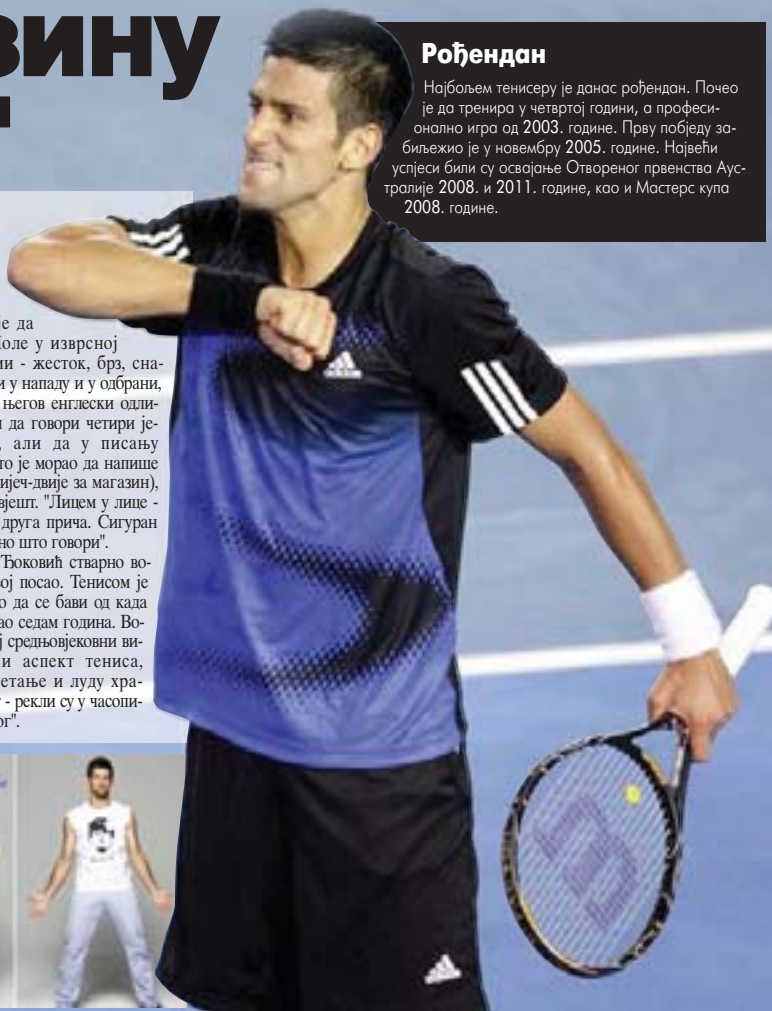 вину
Рођендан
Најбољем тенисеру је данас рођендан. Почео
је да тренира у четвртој години, а професи-
онално игра од 2003. године. Прву побједу за-
биљежио је у новембру 2005. године. Највећи
успјеси били су освајање Отвореног првенства Аус-
тралије 2008. и 2011. године, као и Мастерс купа
2008. године.
је да
оле у изврсној
и - жесток, брз, сна-
и у нападу и у одбрани,
његов енглески одли-
да говори четири је-
али да у писању
то је морао да напише
ијеч-двије за магазин),
вјешт. "Лицем у лице -
друга прича. Сигуран
но што говори".
Ђоковић стварно во-
ој посао. Тенисом је
о да се бави од када
ао седам година. Во-
ј средњовјековни ви-
и аспект тениса,
етање и луду хра-
- рекли су у часопи-
ог".
adidas
adidas